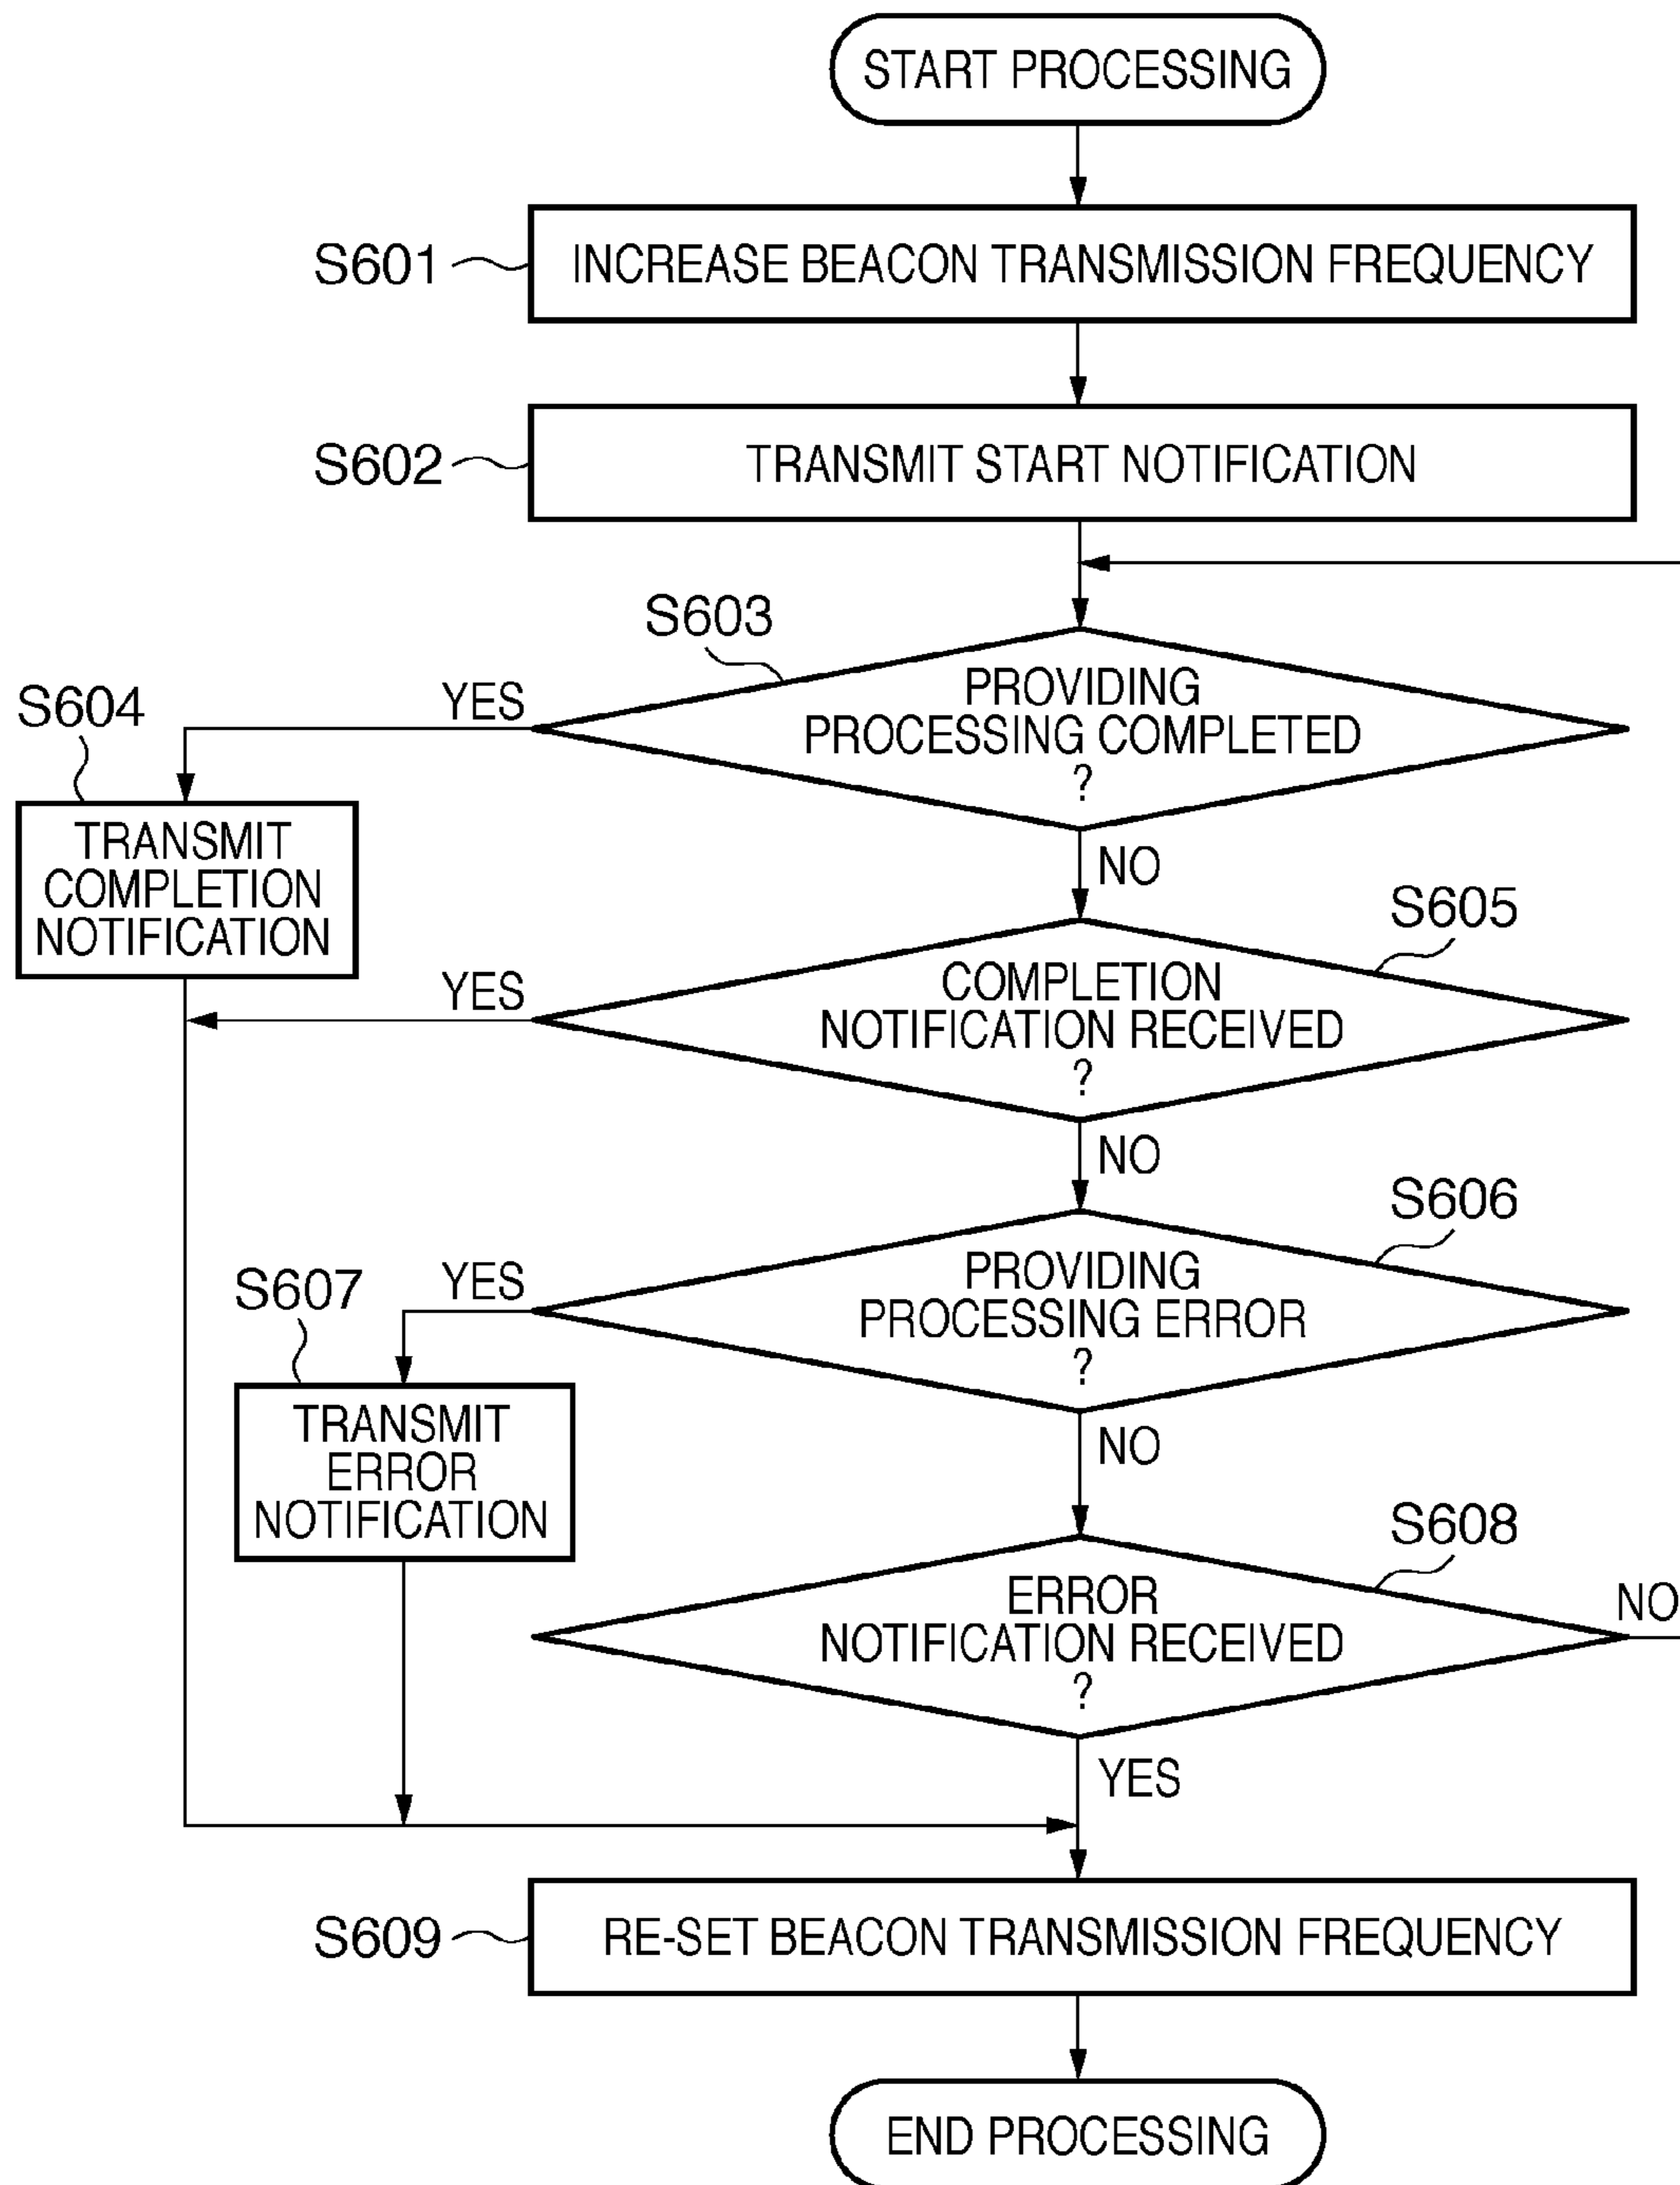 START PROCESSING
S601
INCREASE BEACON TRANSMISSION FREQUENCY
S602
TRANSMIT START NOTIFICATION
S603
PROVIDING
PROCESSING COMPLETED
?
YES
NO
S604
TRANSMIT
COMPLETION
NOTIFICATION
S605
COMPLETION
NOTIFICATION RECEIVED
?
YES
NO
S606
PROVIDING
PROCESSING ERROR
?
YES
NO
S607
TRANSMIT
ERROR
NOTIFICATION
S608
ERROR
NOTIFICATION RECEIVED
?
NO
YES
S609
RE-SET BEACON TRANSMISSION FREQUENCY
END PROCESSING